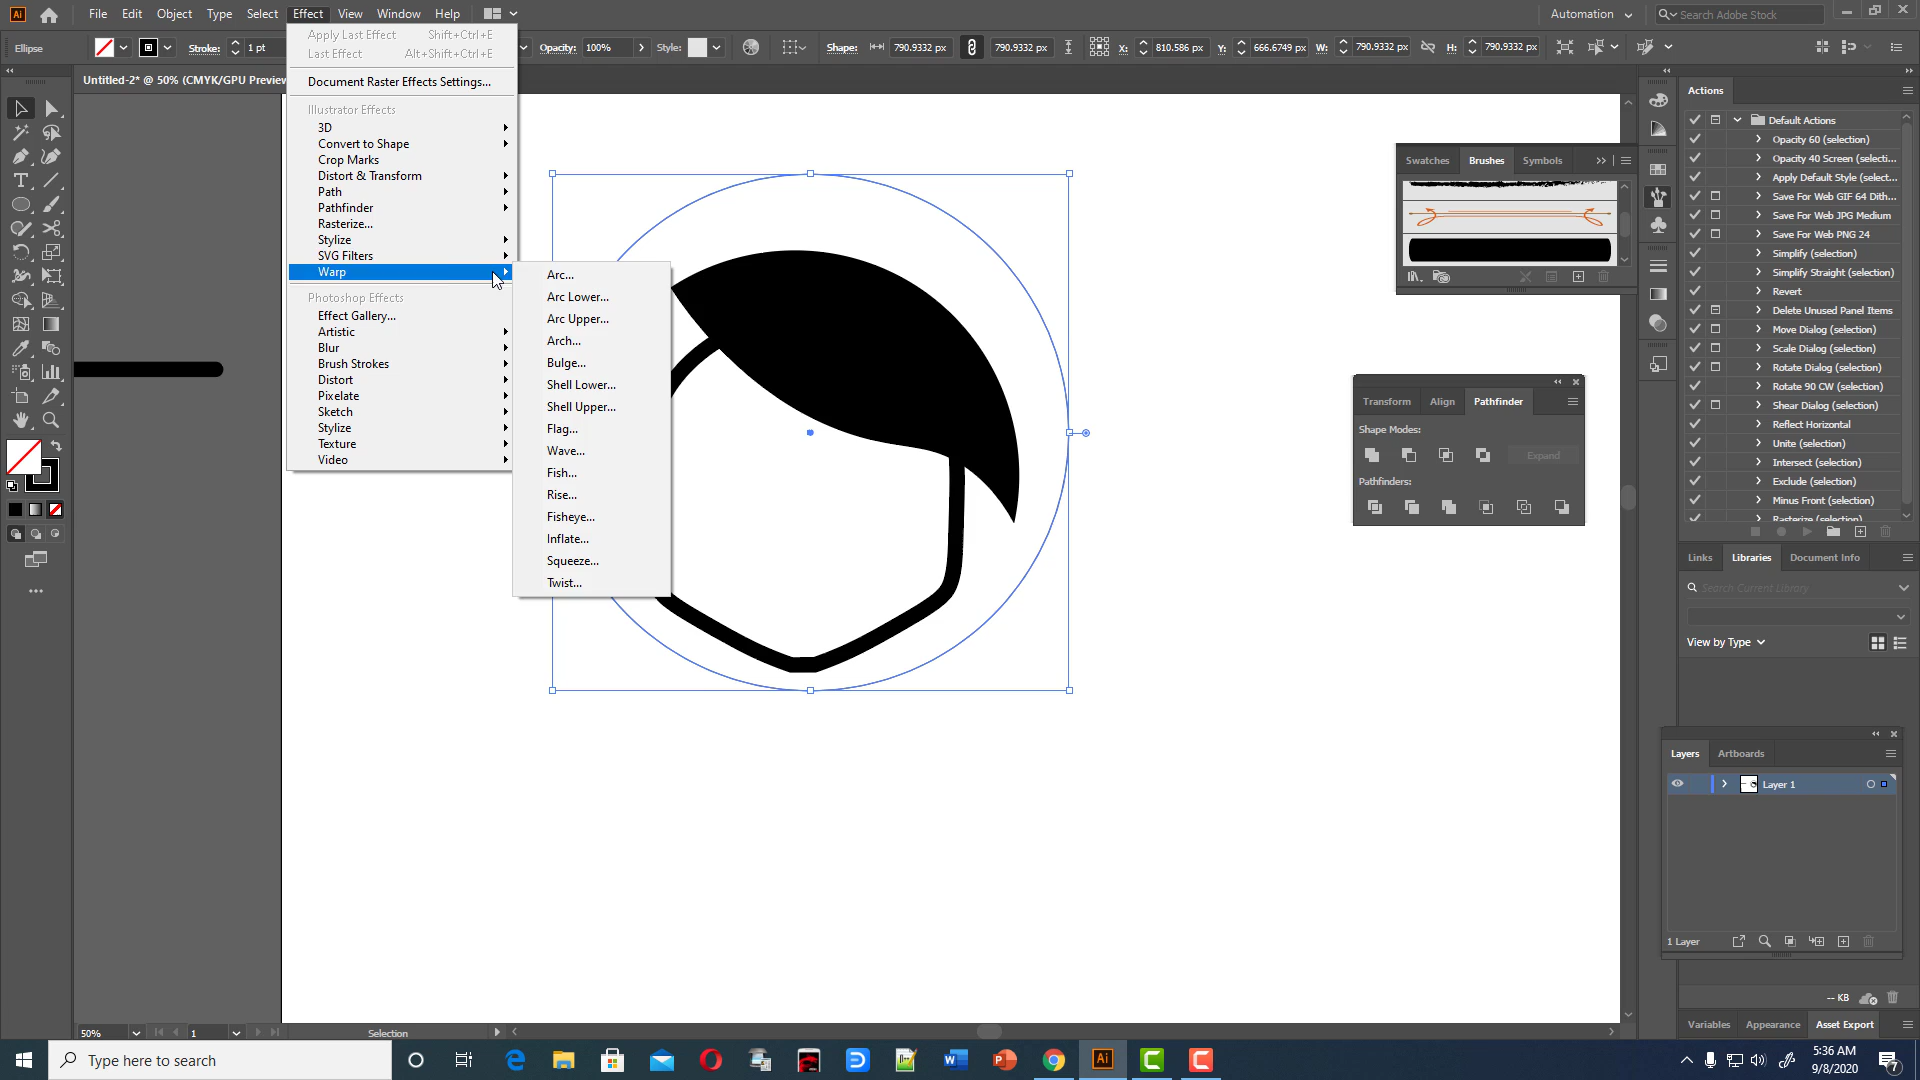 File Edit Object Type Select Effect View Window Help Automation Search Adobe Stock
Ellipse Stroke: 1 pt Opacity: 100% Style: Shape: 790.9332 px 790.9332 px X: 810.586 px Y: 666.6749 px W: 790.9332 px H: 790.9332 px
Untitled-2* @ 50% (CMYK/GPU Preview
Apply Last Effect Shift+Ctrl+E
Last Effect Alt+Shift+Ctrl+E
Document Raster Effects Settings...
Illustrator Effects
3D
Convert to Shape
Crop Marks
Distort & Transform
Path
Pathfinder
Rasterize...
Stylize
SVG Filters
Warp
Photoshop Effects
Effect Gallery...
Artistic
Blur
Brush Strokes
Distort
Pixelate
Sketch
Stylize
Texture
Video
Arc...
Arc Lower...
Arc Upper...
Arch...
Bulge...
Shell Lower...
Shell Upper...
Flag...
Wave...
Fish...
Rise...
Fisheye...
Inflate...
Squeeze...
Twist...
Swatches Brushes Symbols
Transform Align Pathfinder
Shape Modes:
Expand
Pathfinders:
Actions
Default Actions
Opacity 60 (selection)
Opacity 40 Screen (selecti...
Apply Default Style (select...
Save For Web GIF 64 Dith...
Save For Web JPG Medium
Save For Web PNG 24
Simplify (selection)
Simplify Straight (selection)
Revert
Delete Unused Panel Items
Move Dialog (selection)
Scale Dialog (selection)
Rotate Dialog (selection)
Rotate 90 CW (selection)
Shear Dialog (selection)
Reflect Horizontal
Unite (selection)
Intersect (selection)
Exclude (selection)
Minus Front (selection)
Rasterize (selection)
Links Libraries Document Info
Search Current Library
View by Type
Layers Artboards
Layer 1
1 Layer
-- KB
Variables Appearance Asset Export
50% 1 Selection
Type here to search
5:36 AM
9/8/2020
7